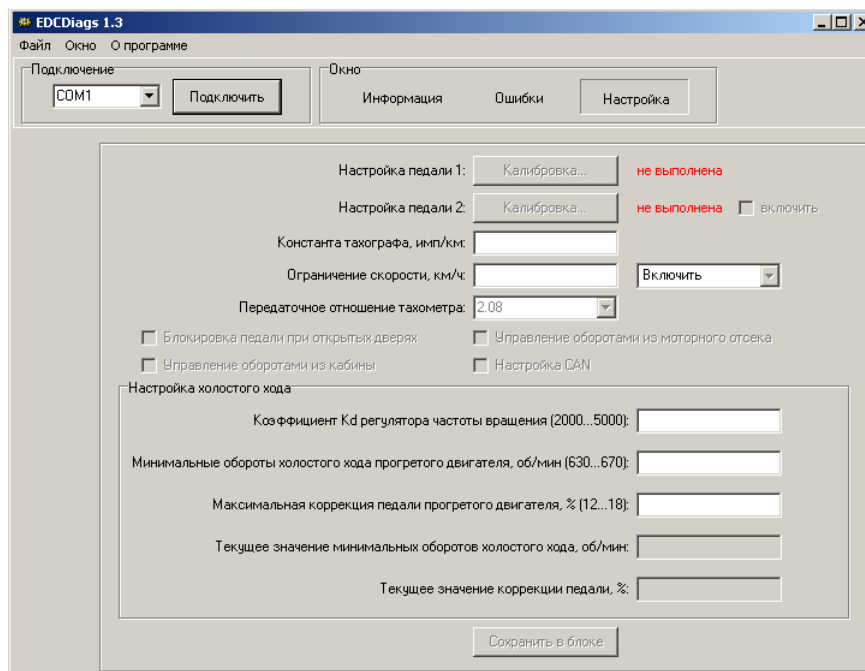 EDCDiags 1.3
Файл Окно О программе
Подключение
COM1 Подключить
Окно
Информация Ошибки Настройка
Настройка педали 1: Калибровка... не выполнена
Настройка педали 2: Калибровка... не выполнена включить
Константа тахографа, имп/км:
Ограничение скорости, км/ч: Включить
Передаточное отношение тахометра: 2.08
Блокировка педали при открытых дверях Управление оборотами из моторного отсека
Управление оборотами из кабины Настройка CAN
Настройка холостого хода
Коэффициент Kd регулятора частоты вращения (2000...5000):
Минимальные обороты холостого хода прогретого двигателя, об/мин (630...670):
Максимальная коррекция педали прогретого двигателя, % (12...18):
Текущее значение минимальных оборотов холостого хода, об/мин:
Текущее значение коррекции педали, %:
Сохранить в блоке